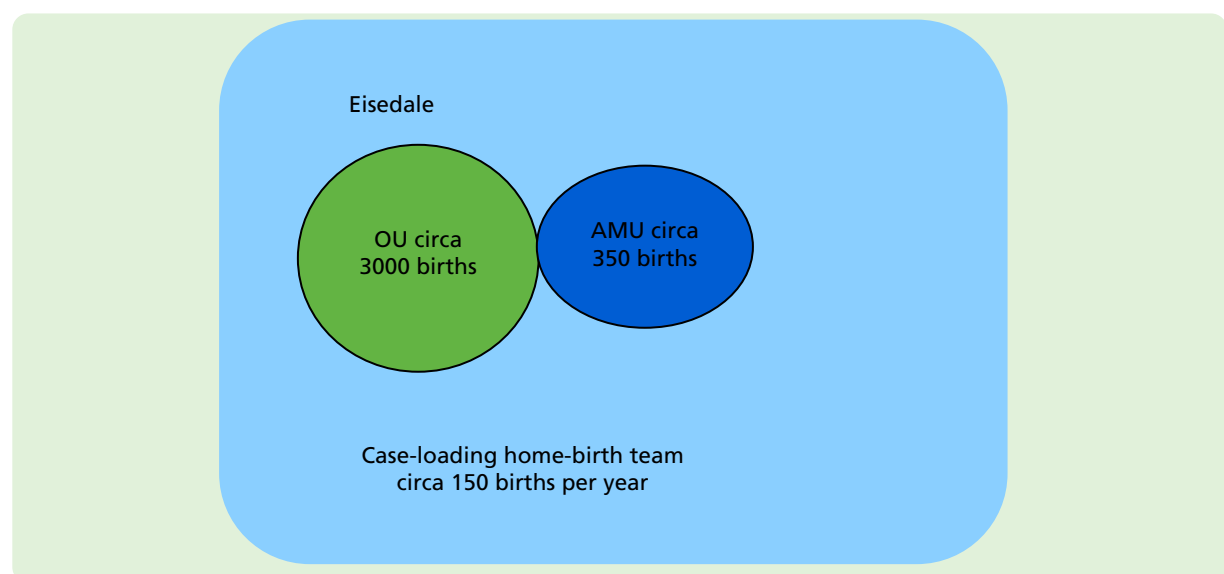 Eisedale
OU circa
3000 births
AMU circa
350 births
Case-loading home-birth team
circa 150 births per year